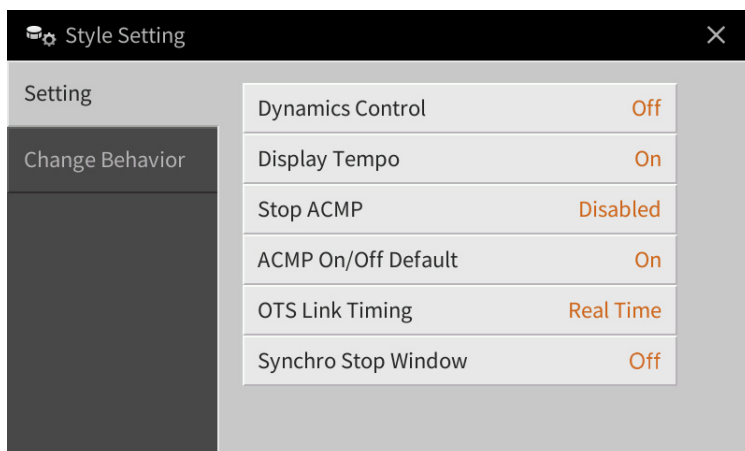 Style Setting
Setting
Change Behavior
Dynamics Control Off
Display Tempo On
Stop ACMP Disabled
ACMP On/Off Default On
OTS Link Timing Real Time
Synchro Stop Window Off